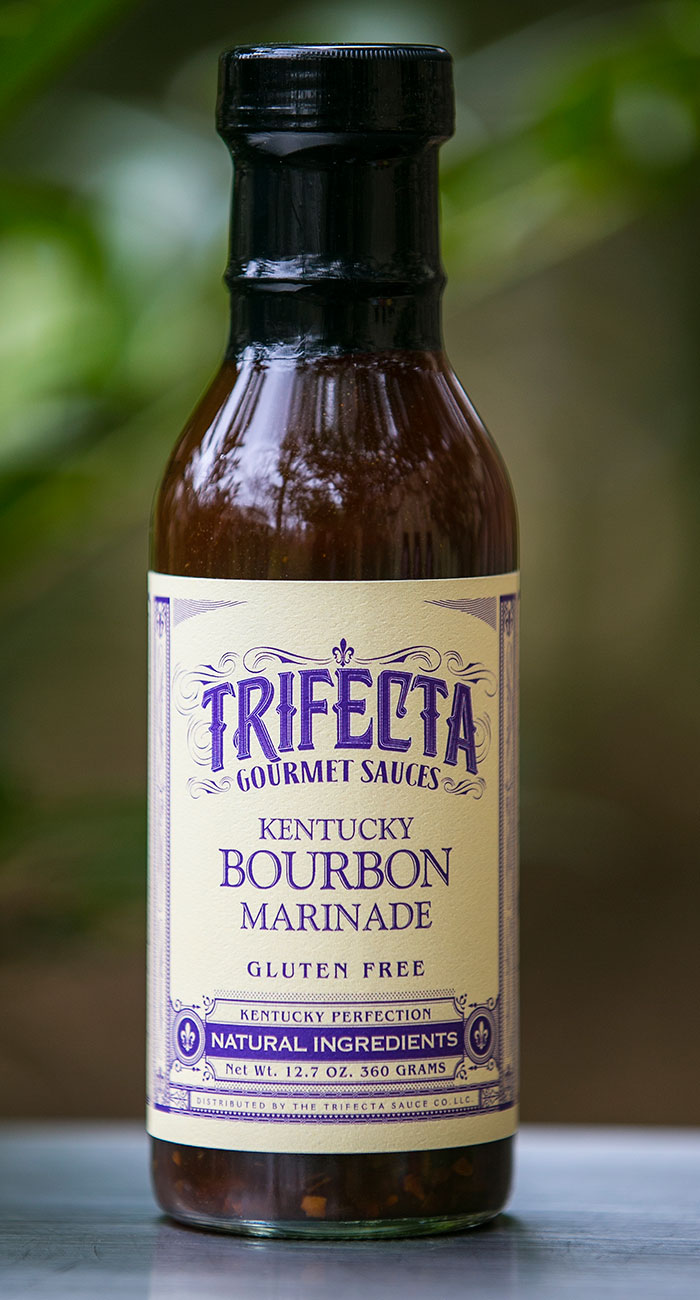 TRIFECTA
GOURMET SAUCES
KENTUCKY
BOURBON
MARINADE
GLUTEN FREE
KENTUCKY PERFECTION
NATURAL INGREDIENTS
NET WT. 12.7 OZ. 360 GRAMS
DISTRIBUTED BY THE TRIFECTA SAUCE CO. LLC.